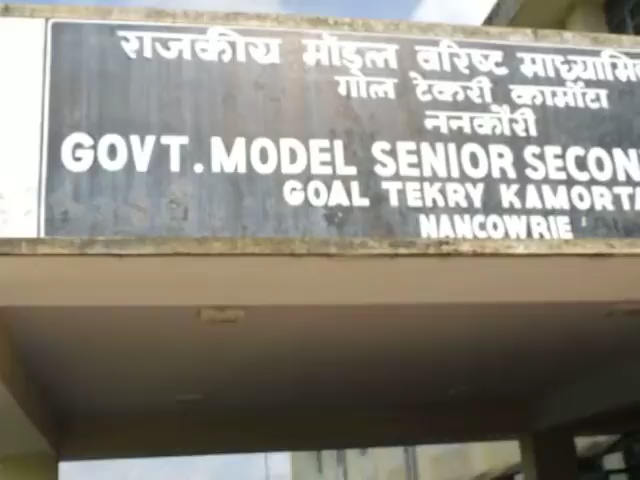 राजकीय मॉडल वरिष्ट माध्यमि
गोल टेकरी कामोंटा
ननकोंरी
GOVT. MODEL SENIOR SECON
GOAL TEKRY KAMORTA
NANCOWRIE